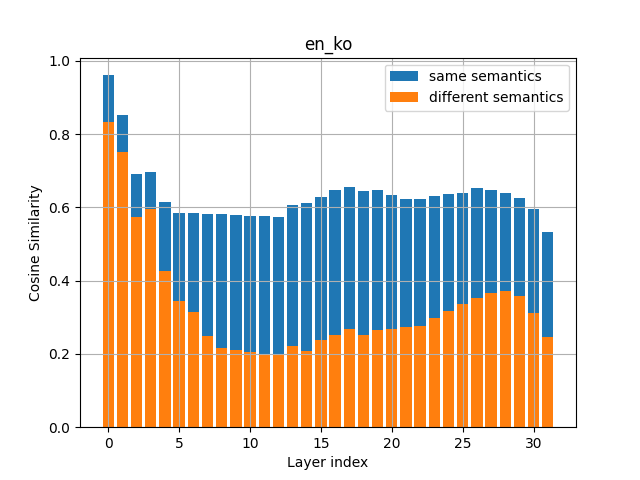 en_ko
same semantics
different semantics
Cosine Similarity
1.0
0.8
0.6
0.4
0.2
0.0
0 5 10 15 20 25 30
Layer index